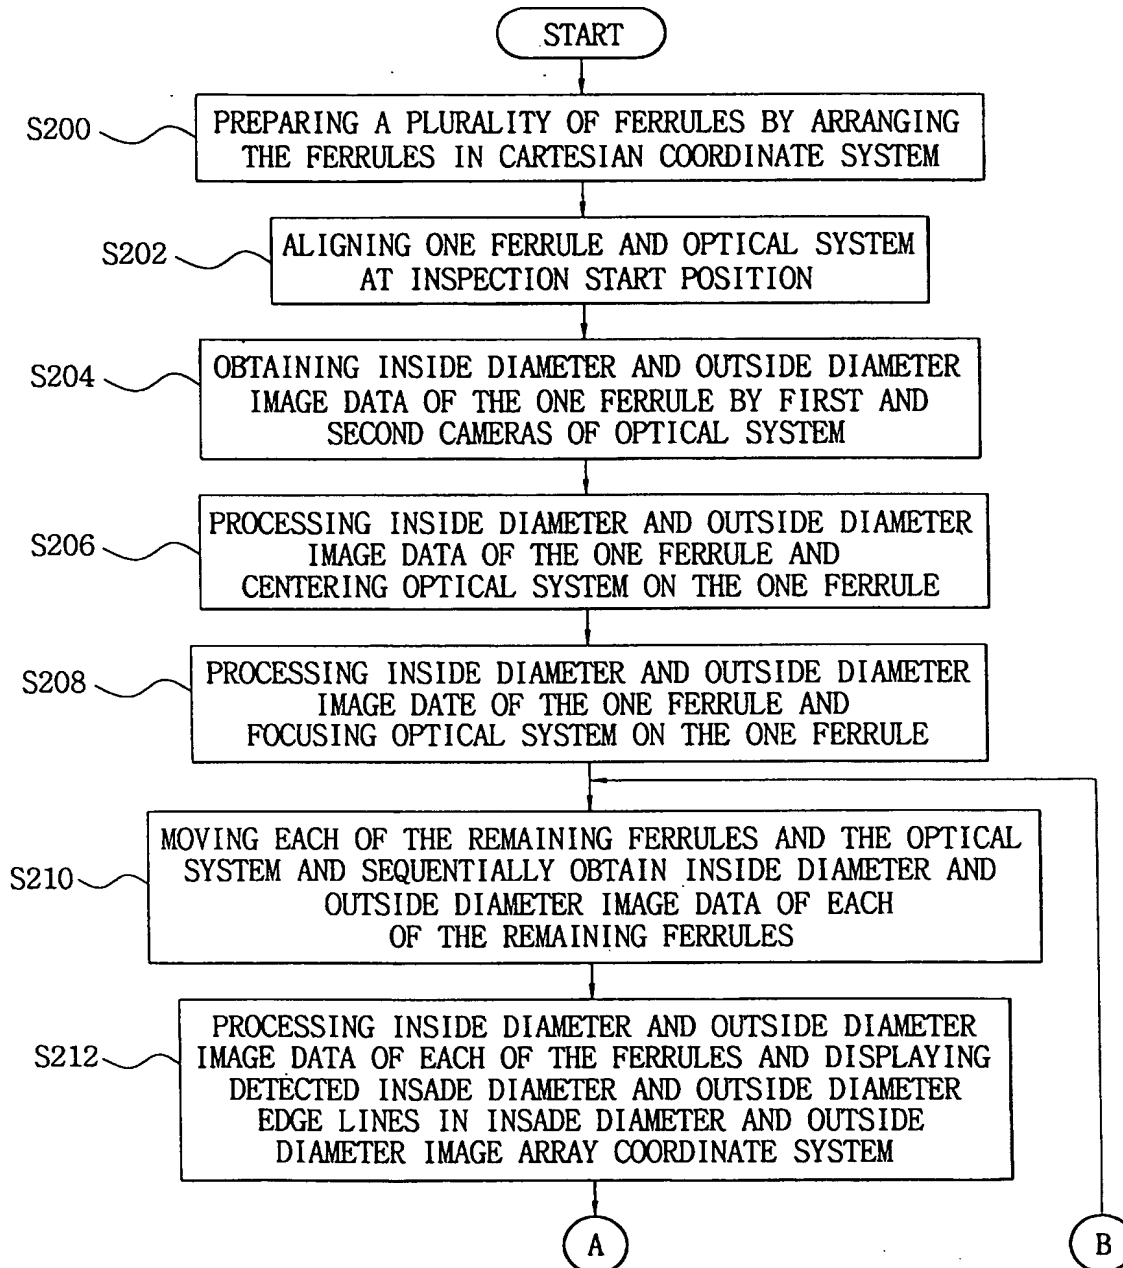 START
S200
PREPARING A PLURALITY OF FERRULES BY ARRANGING
THE FERRULES IN CARTESIAN COORDINATE SYSTEM
S202
ALIGNING ONE FERRULE AND OPTICAL SYSTEM
AT INSPECTION START POSITION
S204
OBTAINING INSIDE DIAMETER AND OUTSIDE DIAMETER
IMAGE DATA OF THE ONE FERRULE BY FIRST AND
SECOND CAMERAS OF OPTICAL SYSTEM
S206
PROCESSING INSIDE DIAMETER AND OUTSIDE DIAMETER
IMAGE DATA OF THE ONE FERRULE AND
CENTERING OPTICAL SYSTEM ON THE ONE FERRULE
S208
PROCESSING INSIDE DIAMETER AND OUTSIDE DIAMETER
IMAGE DATE OF THE ONE FERRULE AND
FOCUSING OPTICAL SYSTEM ON THE ONE FERRULE
S210
MOVING EACH OF THE REMAINING FERRULES AND THE OPTICAL
SYSTEM AND SEQUENTIALLY OBTAIN INSIDE DIAMETER AND
OUTSIDE DIAMETER IMAGE DATA OF EACH
OF THE REMAINING FERRULES
S212
PROCESSING INSIDE DIAMETER AND OUTSIDE DIAMETER
IMAGE DATA OF EACH OF THE FERRULES AND DISPLAYING
DETECTED INSADE DIAMETER AND OUTSIDE DIAMETER
EDGE LINES IN INSADE DIAMETER AND OUTSIDE
DIAMETER IMAGE ARRAY COORDINATE SYSTEM
A
B